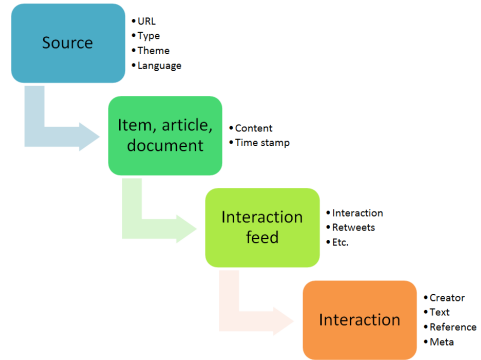 Source
• URL
• Type
• Theme
• Language
Item, article,
document
• Content
• Time stamp
Interaction
feed
• Interaction
• Retweets
• Etc.
Interaction
• Creator
• Text
• Reference
• Meta